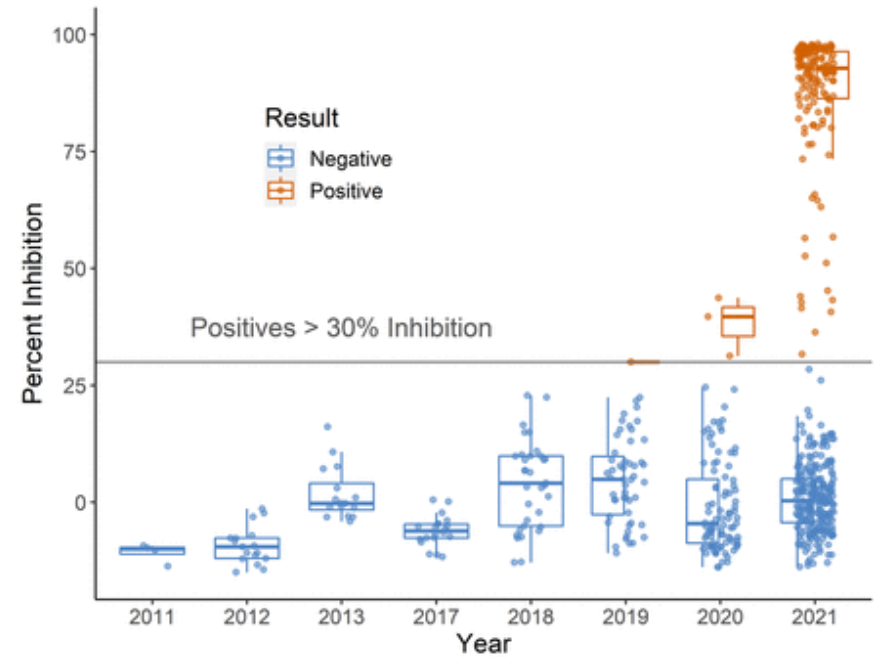 100
Result
Negative
Positive
75
50
Positives > 30% Inhibition
25
0
Percent Inhibition
2011 2012 2013 2017 2018 2019 2020 2021
Year